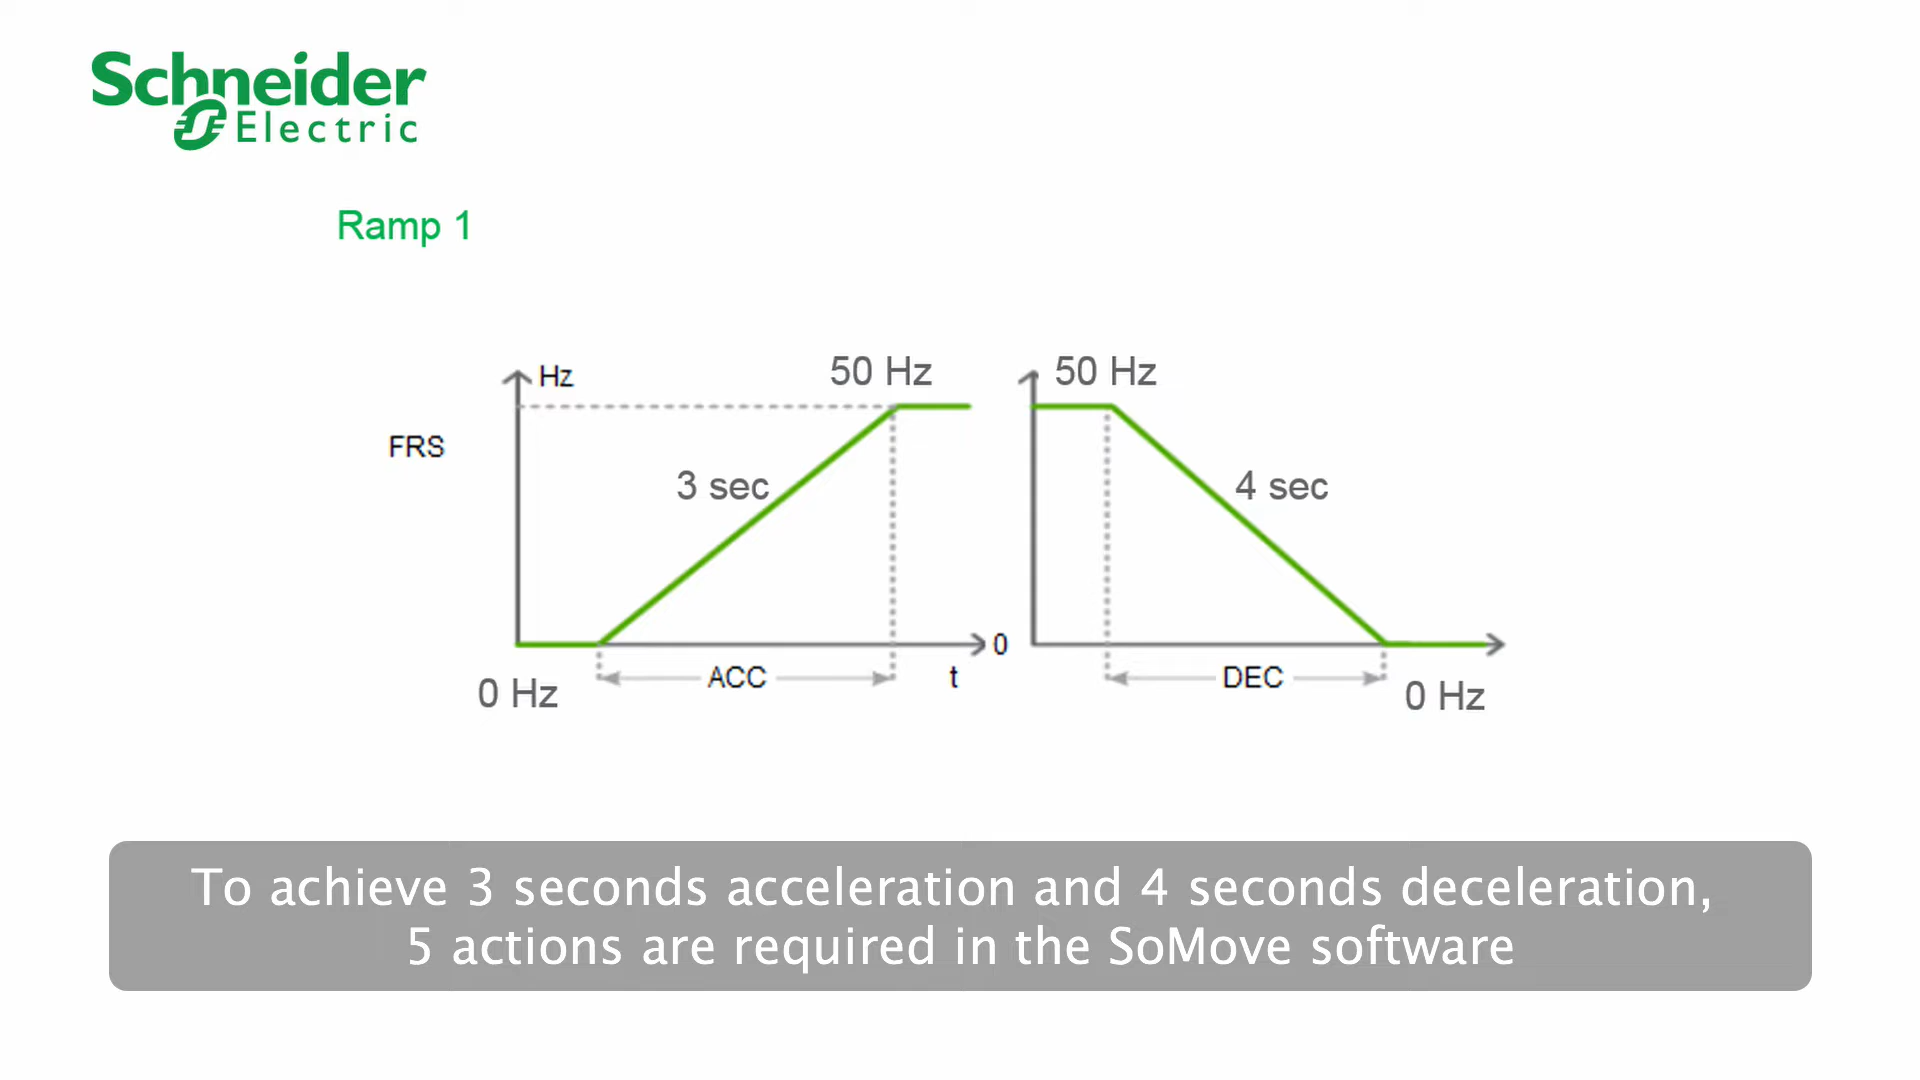 Schneider
Electric
Ramp 1
Hz
50 Hz
50 Hz
FRS
3 sec
4 sec
0
0 Hz
ACC
t
DEC
0 Hz
To achieve 3 seconds acceleration and 4 seconds deceleration,
5 actions are required in the SoMove software